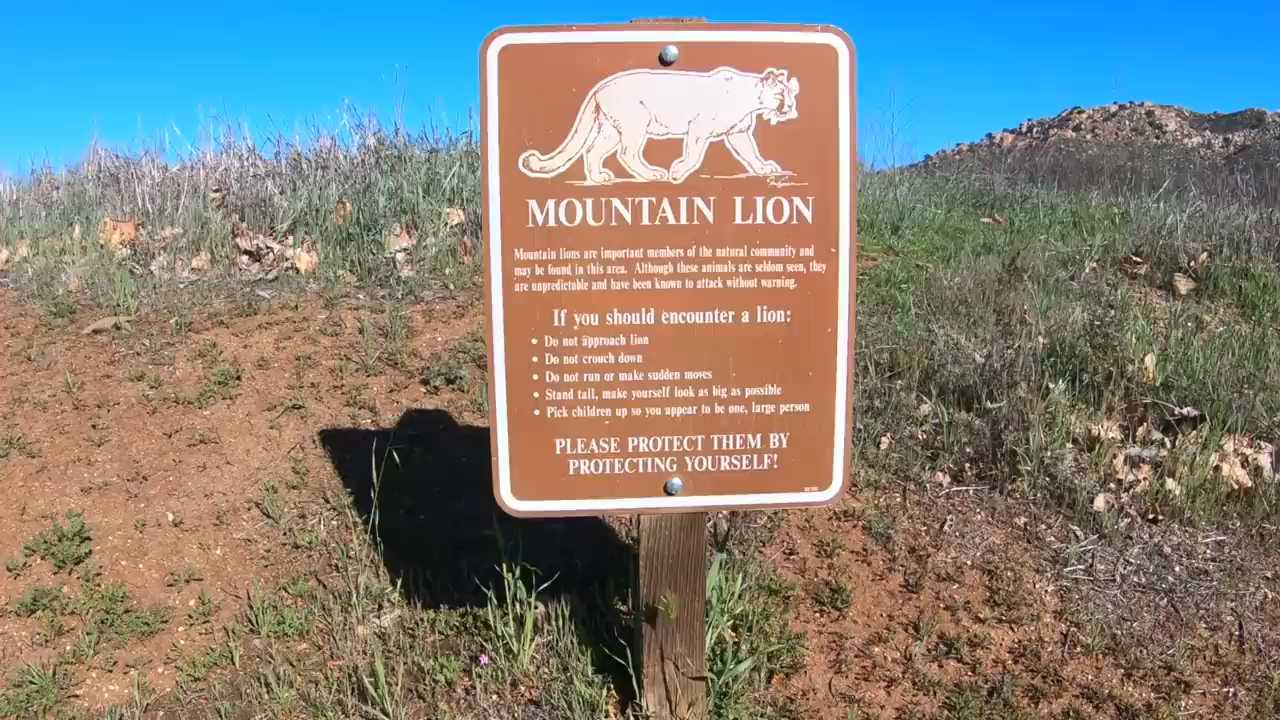 MOUNTAIN LION
Mountain lions are important members of the natural community and
may be found in this area. Although these animals are seldom seen, they
are unpredictable and have been known to attack without warning.
If you should encounter a lion:
• Do not approach lion
• Do not crouch down
• Do not run or make sudden moves
• Stand tall, make yourself look as big as possible
• Pick children up so you appear to be one, large person
PLEASE PROTECT THEM BY
PROTECTING YOURSELF!